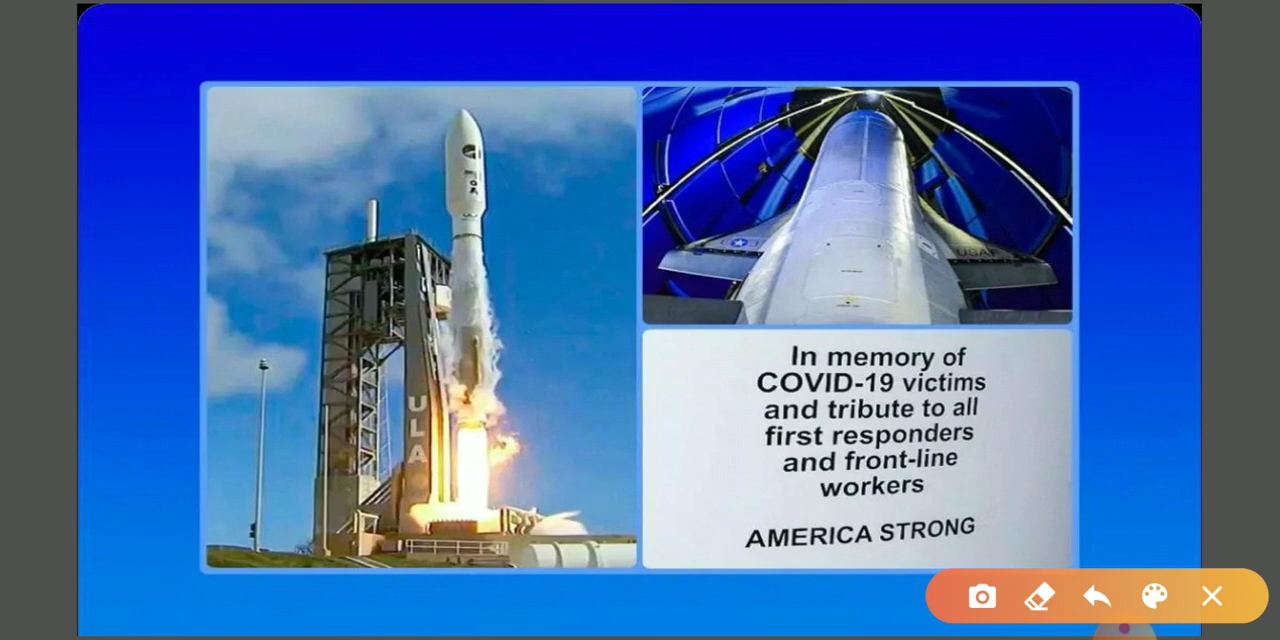 ULA
USAF
In memory of
COVID-19 victims
and tribute to all
first responders
and front-line
workers
AMERICA STRONG